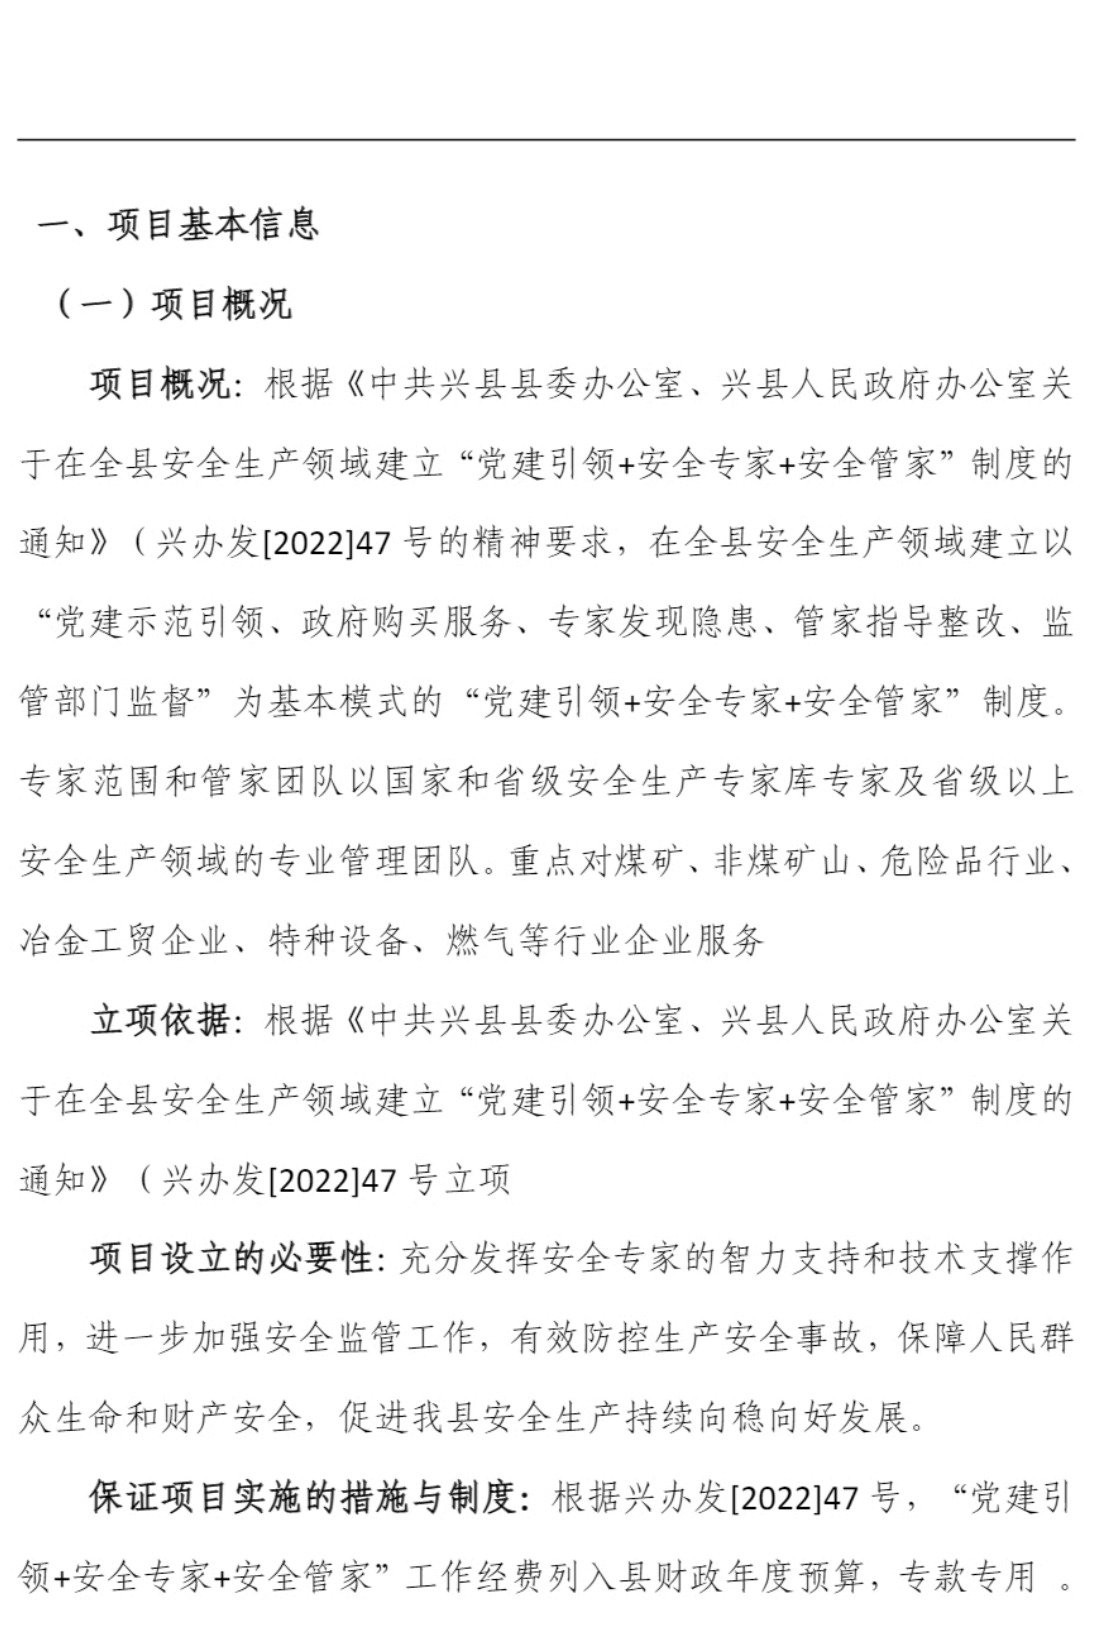 一、项目基本信息
（一）项目概况
项目概况：根据《中共兴县县委办公室、兴县人民政府办公室关
于在全县安全生产领域建立“党建引领+安全专家+安全管家”制度的
通知》（兴办发[2022]47 号的精神要求，在全县安全生产领域建立以
“党建示范引领、政府购买服务、专家发现隐患、管家指导整改、监
管部门监督”为基本模式的“党建引领+安全专家+安全管家”制度。
专家范围和管家团队以国家和省级安全生产专家库专家及省级以上
安全生产领域的专业管理团队。重点对煤矿、非煤矿山、危险品行业、
冶金工贸企业、特种设备、燃气等行业企业服务
立项依据：根据《中共兴县县委办公室、兴县人民政府办公室关
于在全县安全生产领域建立“党建引领+安全专家+安全管家”制度的
通知》（兴办发[2022]47 号立项
项目设立的必要性：充分发挥安全专家的智力支持和技术支撑作
用，进一步加强安全监管工作，有效防控生产安全事故，保障人民群
众生命和财产安全，促进我县安全生产持续向稳向好发展。
保证项目实施的措施与制度：根据兴办发[2022]47 号，“党建引
领+安全专家+安全管家”工作经费列入县财政年度预算，专款专用 。